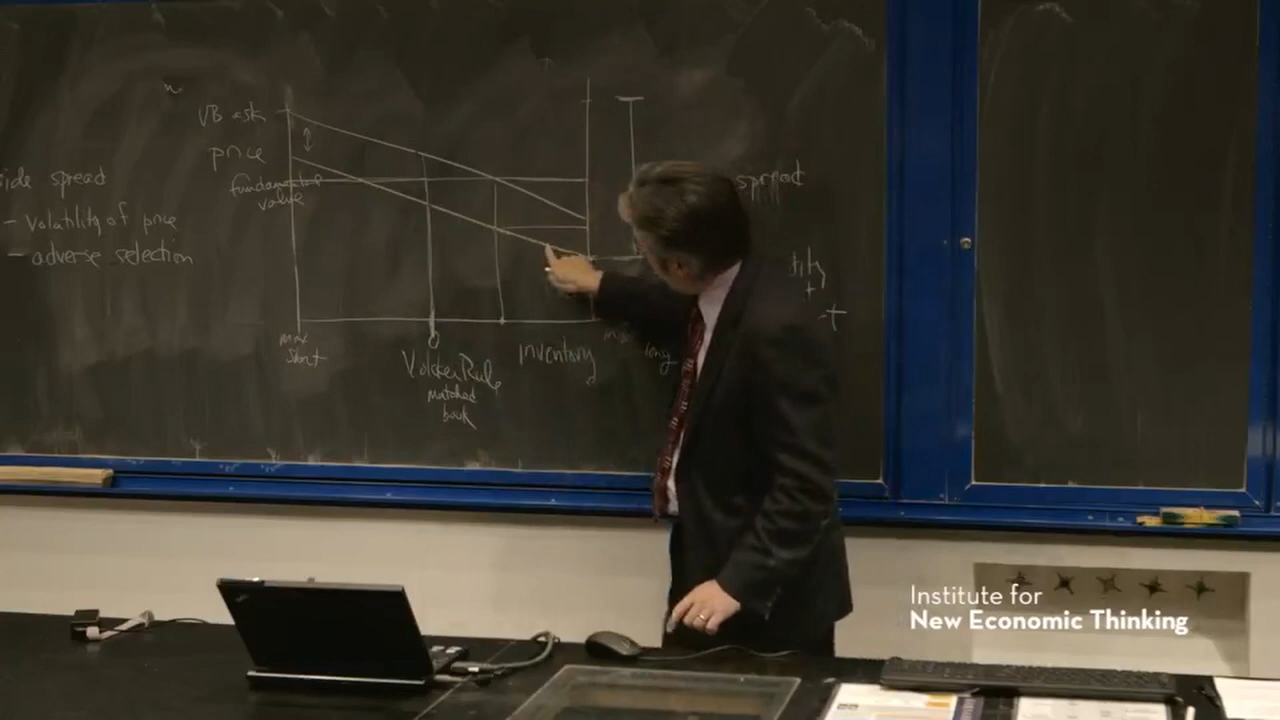 VB ask
price
fundamental
value
ide spread
- Volatility of price
- adverse selection
max
short
Volcker Rule
matched
book
Inventory
long
spread
Institute for
New Economic Thinking